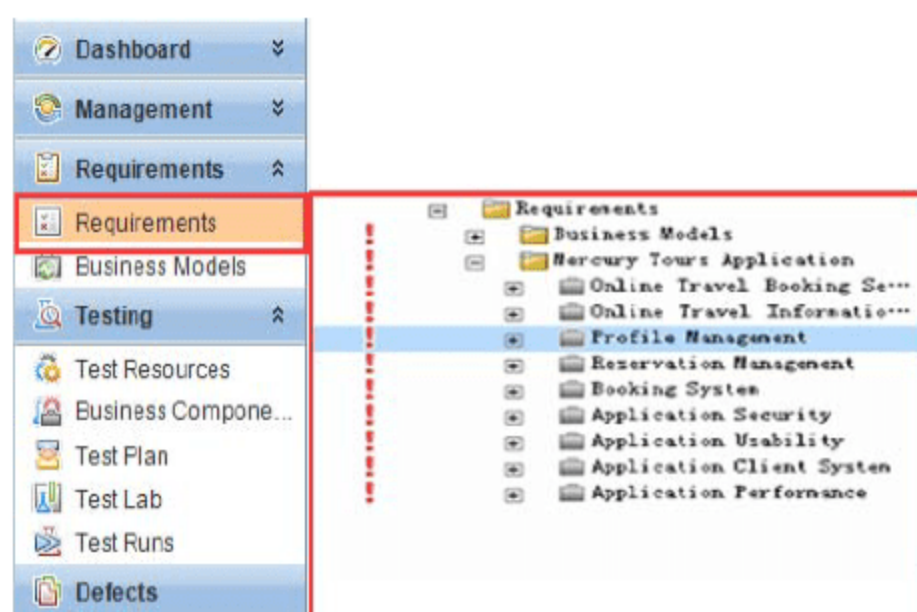 Dashboard
Management
Requirements
Requirements
Business Models
Testing
Test Resources
Business Compone...
Test Plan
Test Lab
Test Runs
Defects
Requirements
Business Models
Mercury Tours Application
Online Travel Booking Se...
Online Travel Informatio...
Profile Management
Reservation Management
Booking System
Application Security
Application Usability
Application Client System
Application Performance